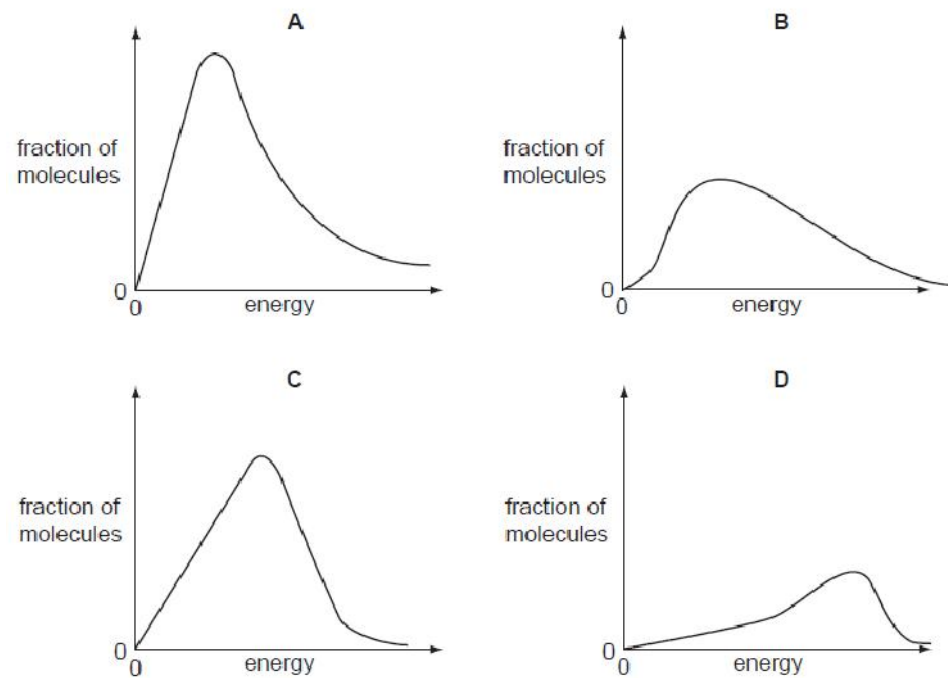 A
fraction of
molecules
0
0
energy
B
fraction of
molecules
0
0
energy
C
fraction of
molecules
0
0
energy
D
fraction of
molecules
0
0
energy